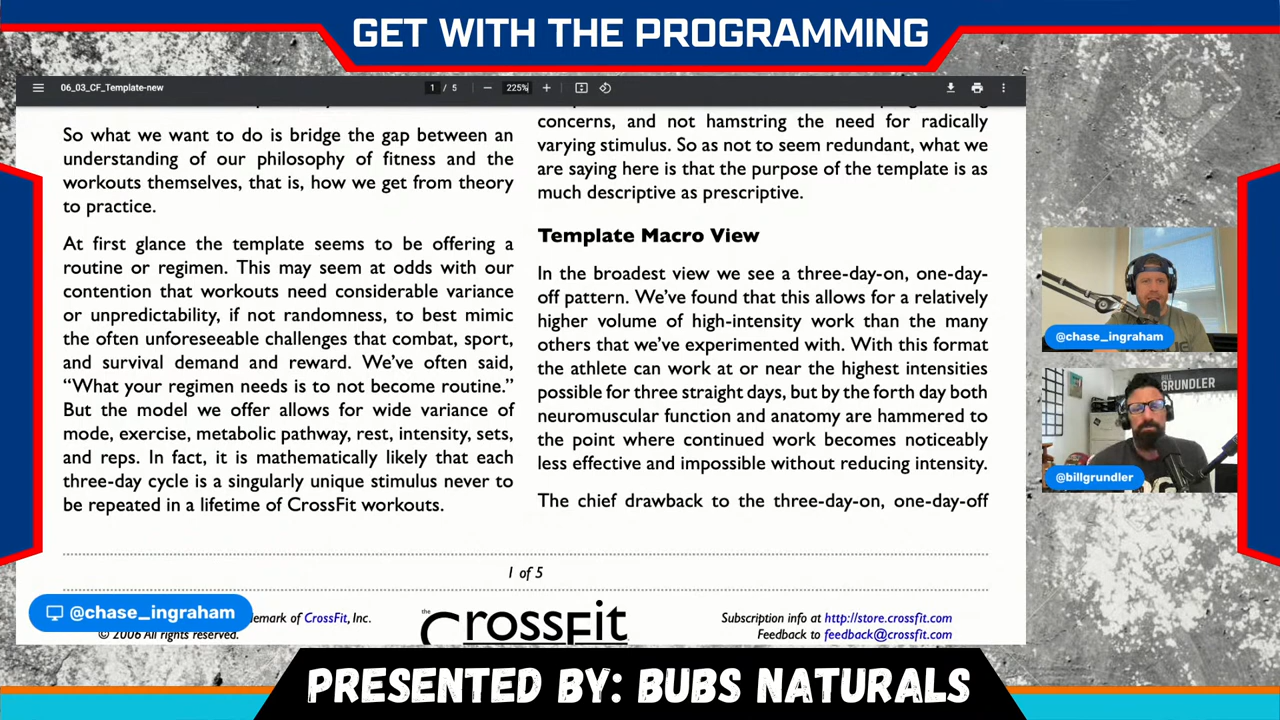 GET WITH THE PROGRAMMING
06_03_CF_Template-new
1 / 5
225%
So what we want to do is bridge the gap between an
understanding of our philosophy of fitness and the
workouts themselves, that is, how we get from theory
to practice.
At first glance the template seems to be offering a
routine or regimen. This may seem at odds with our
contention that workouts need considerable variance
or unpredictability, if not randomness, to best mimic
the often unforeseeable challenges that combat, sport,
and survival demand and reward. We’ve often said,
“What your regimen needs is to not become routine.”
But the model we offer allows for wide variance of
mode, exercise, metabolic pathway, rest, intensity, sets,
and reps. In fact, it is mathematically likely that each
three-day cycle is a singularly unique stimulus never to
be repeated in a lifetime of CrossFit workouts.
concerns, and not hamstring the need for radically
varying stimulus. So as not to seem redundant, what we
are saying here is that the purpose of the template is as
much descriptive as prescriptive.
Template Macro View
In the broadest view we see a three-day-on, one-day-
off pattern. We’ve found that this allows for a relatively
higher volume of high-intensity work than the many
others that we’ve experimented with. With this format
the athlete can work at or near the highest intensities
possible for three straight days, but by the forth day both
neuromuscular function and anatomy are hammered to
the point where continued work becomes noticeably
less effective and impossible without reducing intensity.
The chief drawback to the three-day-on, one-day-off
1 of 5
@chase_ingraham
emark of CrossFit, Inc.
© 2006 All rights reserved.
the CrossFit
Subscription info at http://store.crossfit.com
Feedback to feedback@crossfit.com
@chase_ingraham
GRUNDLER
@billgrundler
PRESENTED BY: BUBS NATURALS